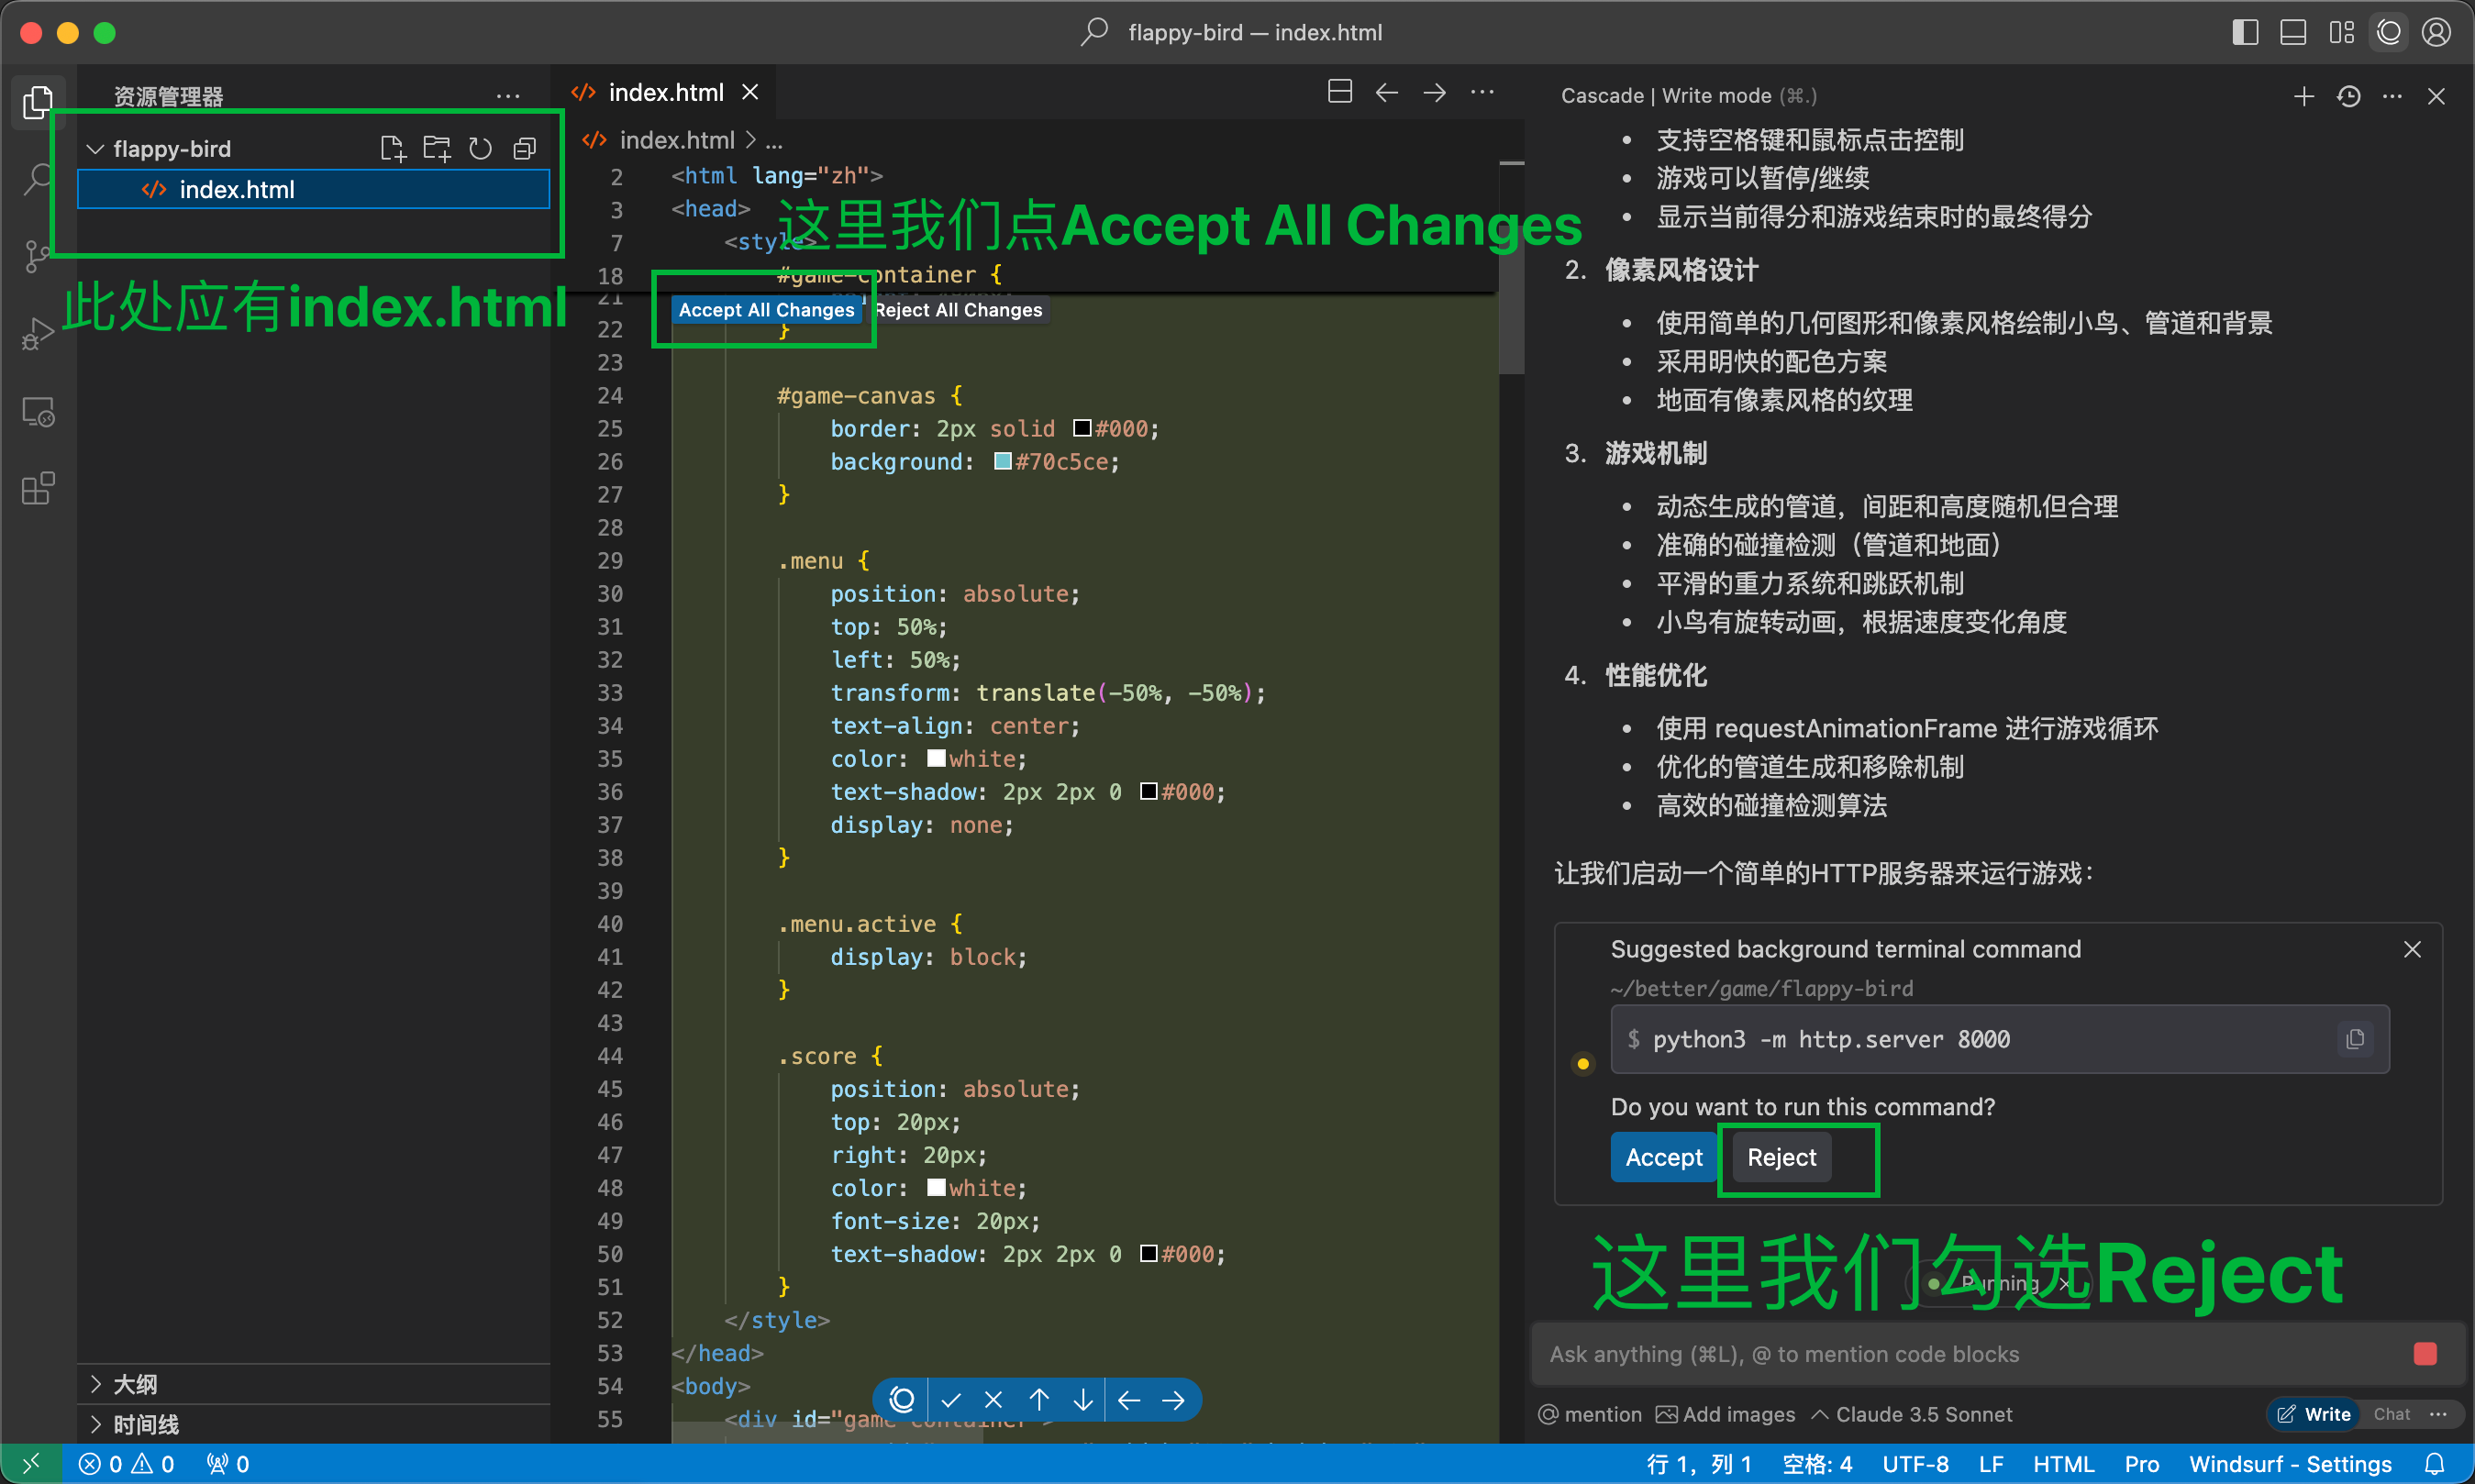 flappy-bird — index.html
资源管理器
flappy-bird
index.html
此处应有index.html
大纲
时间线
index.html
index.html > ...
这里我们点Accept All Changes
2 <html lang="zh">
3 <head>
7 <style>
18 #game-container {
21
Accept All Changes Reject All Changes
22 }
23
24 #game-canvas {
25 border: 2px solid #000;
26 background: #70c5ce;
27 }
28
29 .menu {
30 position: absolute;
31 top: 50%;
32 left: 50%;
33 transform: translate(-50%, -50%);
34 text-align: center;
35 color: white;
36 text-shadow: 2px 2px 0 #000;
37 display: none;
38 }
39
40 .menu.active {
41 display: block;
42 }
43
44 .score {
45 position: absolute;
46 top: 20px;
47 right: 20px;
48 color: white;
49 font-size: 20px;
50 text-shadow: 2px 2px 0 #000;
51 }
52 </style>
53 </head>
54 <body>
55 <div id="game-container">
Cascade | Write mode (⌘.)
• 支持空格键和鼠标点击控制
• 游戏可以暂停/继续
• 显示当前得分和游戏结束时的最终得分
2. 像素风格设计
• 使用简单的几何图形和像素风格绘制小鸟、管道和背景
• 采用明快的配色方案
• 地面有像素风格的纹理
3. 游戏机制
• 动态生成的管道，间距和高度随机但合理
• 准确的碰撞检测（管道和地面）
• 平滑的重力系统和跳跃机制
• 小鸟有旋转动画，根据速度变化角度
4. 性能优化
• 使用 requestAnimationFrame 进行游戏循环
• 优化的管道生成和移除机制
• 高效的碰撞检测算法
让我们启动一个简单的HTTP服务器来运行游戏：
Suggested background terminal command
~/better/game/flappy-bird
$ python3 -m http.server 8000
Do you want to run this command?
Accept Reject
这里我们勾选Reject
Running
Ask anything (⌘L), @ to mention code blocks
@ mention Add images Claude 3.5 Sonnet Write Chat
0 0 0 行 1，列 1 空格: 4 UTF-8 LF HTML Pro Windsurf - Settings